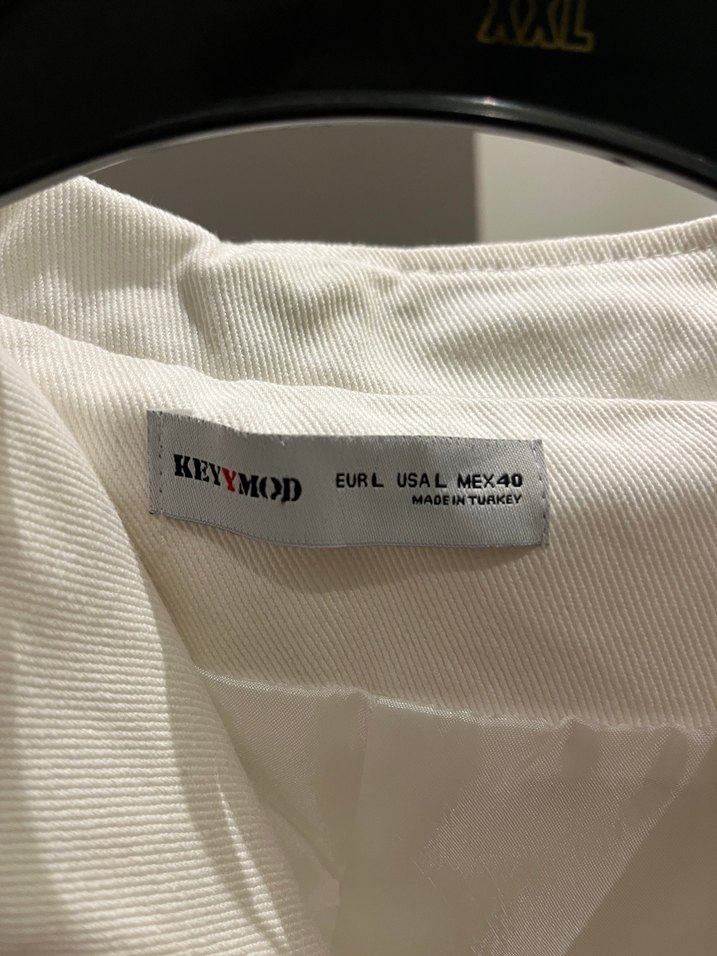 XXL
KEYYMOD
EUR L USA L MEX 40
MADE IN TURKEY